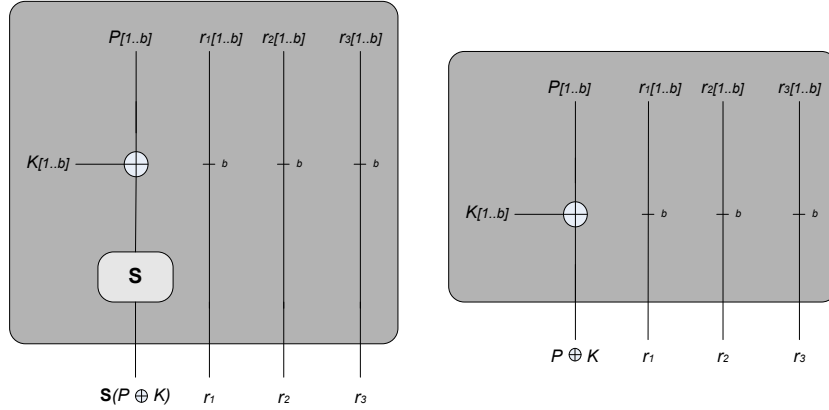 P[1..b] r1[1..b] r2[1..b] r3[1..b]
K[1..b] b b b
S
S(P ⊕ K) r1 r2 r3
P[1..b] r1[1..b] r2[1..b] r3[1..b]
K[1..b] b b b
P ⊕ K r1 r2 r3